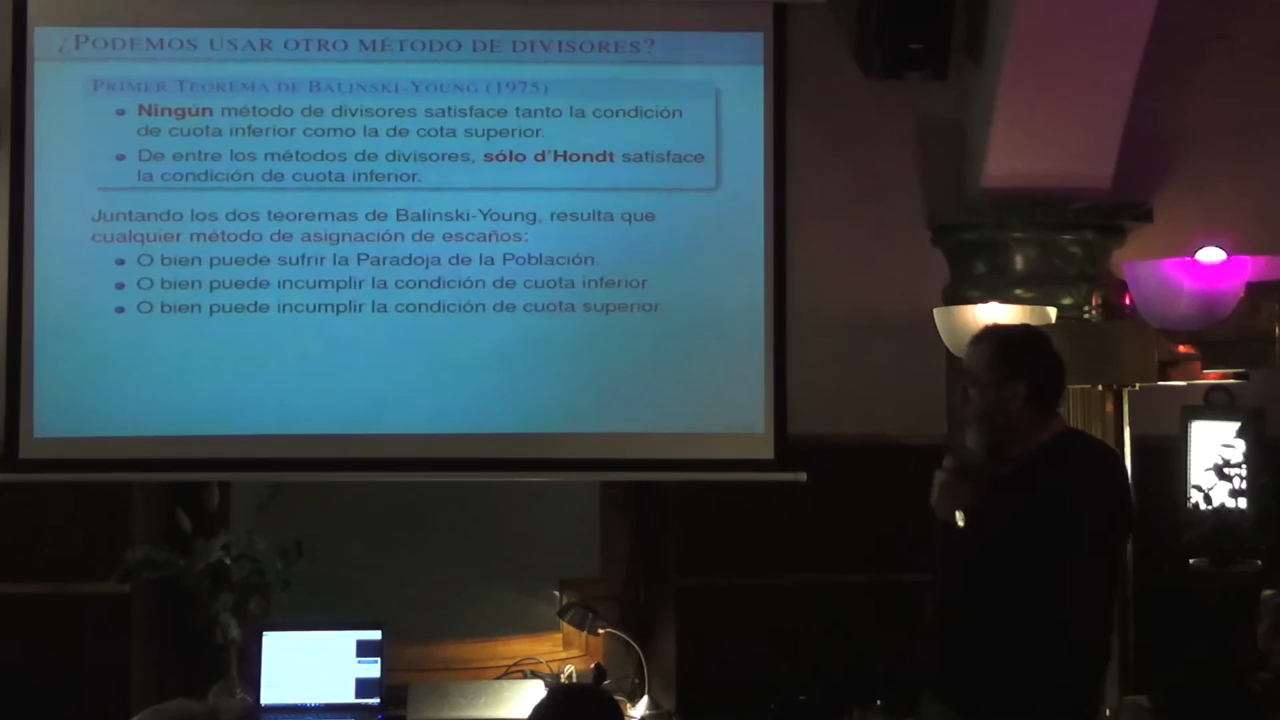 ¿PODEMOS USAR OTRO MÉTODO DE DIVISORES?
PRIMER TEOREMA DE BALINSKI-YOUNG (1975)
Ningún método de divisores satisface tanto la condición
de cuota inferior como la de cota superior.
De entre los métodos de divisores, sólo d'Hondt satisface
la condición de cuota inferior.
Juntando los dos teoremas de Balinski-Young, resulta que
cualquier método de asignación de escaños:
O bien puede sufrir la Paradoja de la Población.
O bien puede incumplir la condición de cuota inferior
O bien puede incumplir la condición de cuota superior